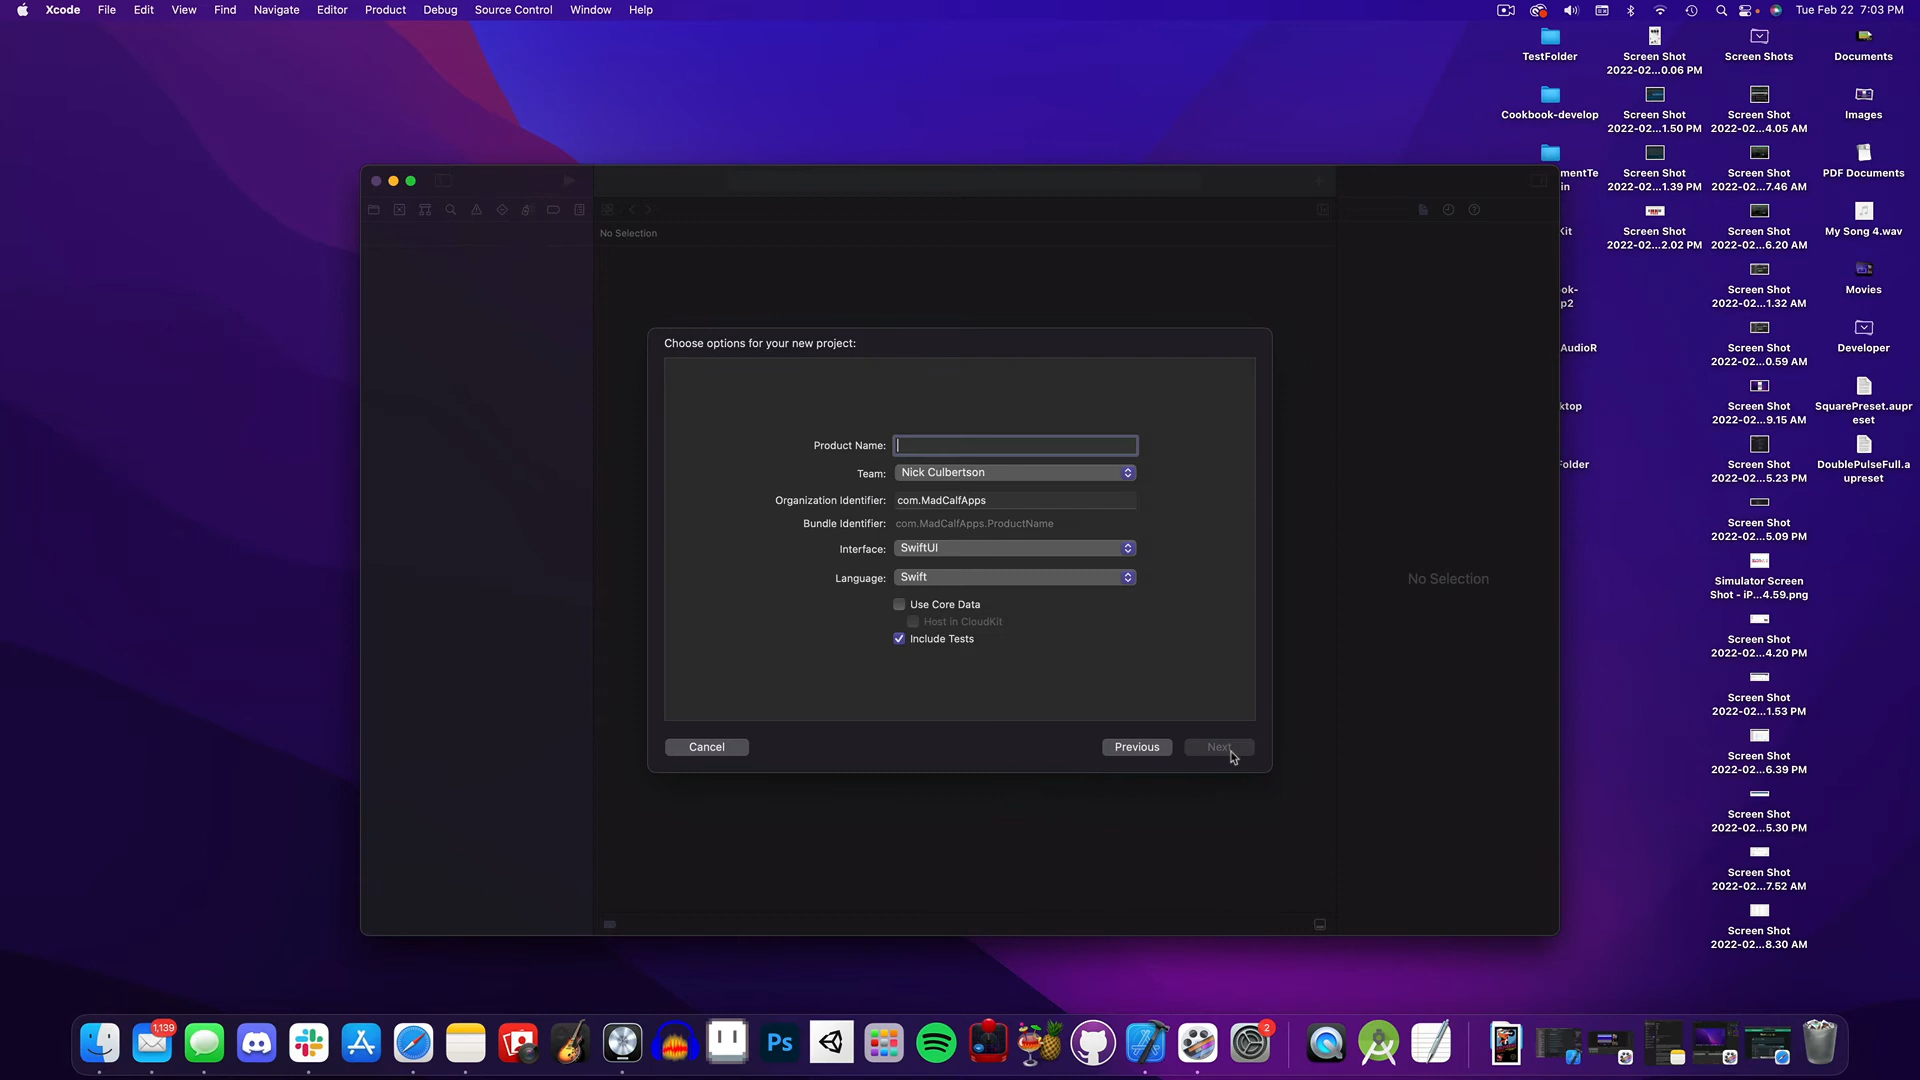 Xcode File Edit View Find Navigate Editor Product Debug Source Control Window Help Tue Feb 22 7:03 PM
TestFolder
Screen Shot
2022-02...0.06 PM
Screen Shots
Documents
Cookbook-develop
Screen Shot
2022-02...1.50 PM
Screen Shot
2022-02...4.05 AM
Images
mentTe
in
Screen Shot
2022-02...1.39 PM
Screen Shot
2022-02...7.46 AM
PDF Documents
Kit
Screen Shot
2022-02...2.02 PM
Screen Shot
2022-02...6.20 AM
My Song 4.wav
ok-
p2
Screen Shot
2022-02...1.32 AM
Movies
AudioR
Screen Shot
2022-02...0.59 AM
Developer
ktop
Screen Shot
2022-02...9.15 AM
SquarePreset.aupr
eset
Folder
Screen Shot
2022-02...5.23 PM
DoublePulseFull.a
upreset
Screen Shot
2022-02...5.09 PM
Simulator Screen
Shot - iP...4.59.png
Screen Shot
2022-02...4.20 PM
Screen Shot
2022-02...1.53 PM
Screen Shot
2022-02...6.39 PM
Screen Shot
2022-02...5.30 PM
Screen Shot
2022-02...7.52 AM
Screen Shot
2022-02...8.30 AM
No Selection
No Selection
Choose options for your new project:
Product Name:
Team: Nick Culbertson
Organization Identifier: com.MadCalfApps
Bundle Identifier: com.MadCalfApps.ProductName
Interface: SwiftUI
Language: Swift
Use Core Data
Host in CloudKit
Include Tests
Cancel Previous Next
1,139
Ps
2